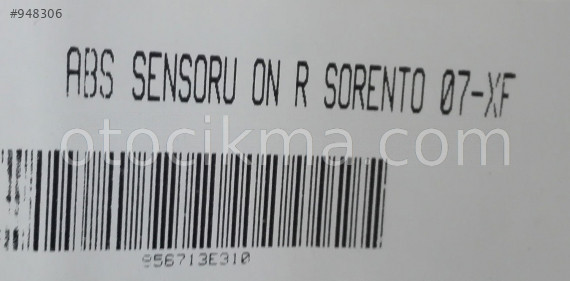 #948306
ABS SENSORU ON R SORENTO 07-XF
otocikma.com
956713E310